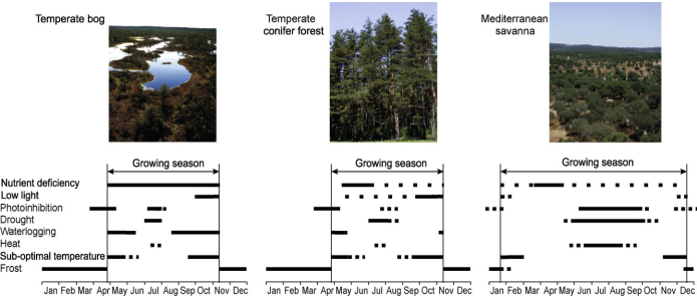 Temperate bog
Temperate
conifer forest
Mediterranean
savanna
Growing season
Growing season
Growing season
Nutrient deficiency
Low light
Photoinhibition
Drought
Waterlogging
Heat
Sub-optimal temperature
Frost
Jan Feb Mar Apr May Jun Jul Aug Sep Oct Nov Dec
Jan Feb Mar Apr May Jun Jul Aug Sep Oct Nov Dec
Jan Feb Mar Apr May Jun Jul Aug Sep Oct Nov Dec